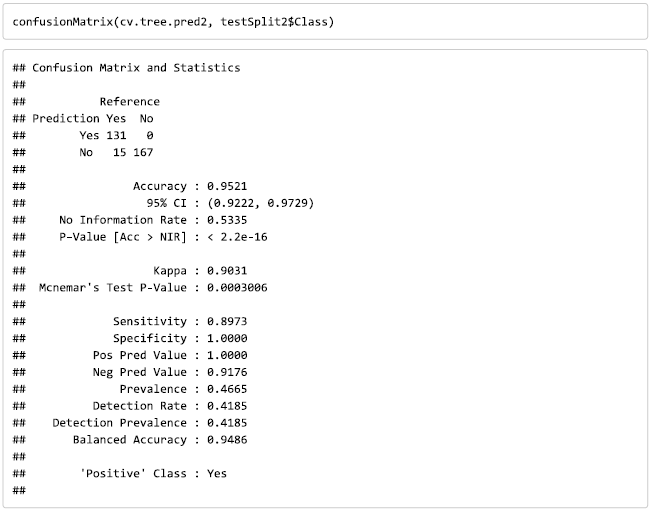 confusionMatrix(cv.tree.pred2, testSplit2$Class)
## Confusion Matrix and Statistics
##
##           Reference
## Prediction Yes  No
##        Yes 131   0
##        No   15 167
##
##                Accuracy : 0.9521
##                  95% CI : (0.9222, 0.9729)
##     No Information Rate : 0.5335
##     P-Value [Acc > NIR] : < 2.2e-16
##
##                   Kappa : 0.9031
##  Mcnemar's Test P-Value : 0.0003006
##
##             Sensitivity : 0.8973
##             Specificity : 1.0000
##          Pos Pred Value : 1.0000
##          Neg Pred Value : 0.9176
##              Prevalence : 0.4665
##          Detection Rate : 0.4185
##    Detection Prevalence : 0.4185
##       Balanced Accuracy : 0.9486
##
##        'Positive' Class : Yes
##